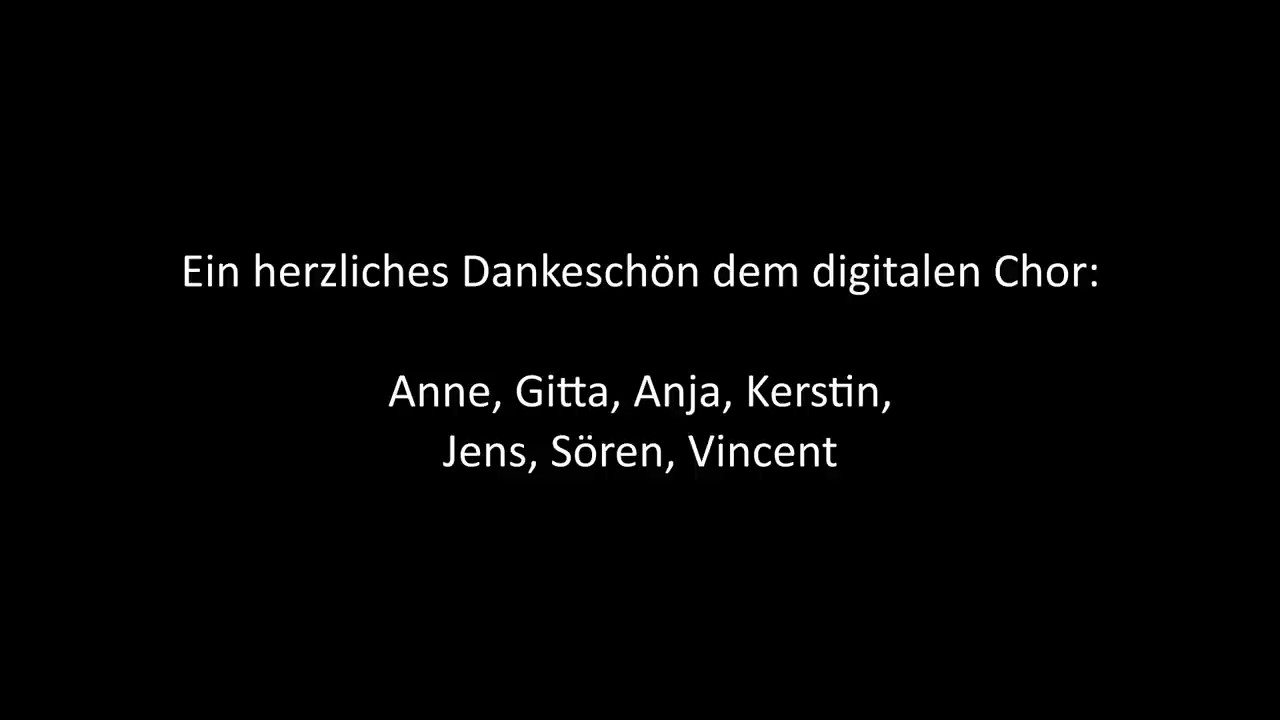 Ein herzliches Dankeschön dem digitalen Chor:
Anne, Gitta, Anja, Kerstin,
Jens, Sören, Vincent